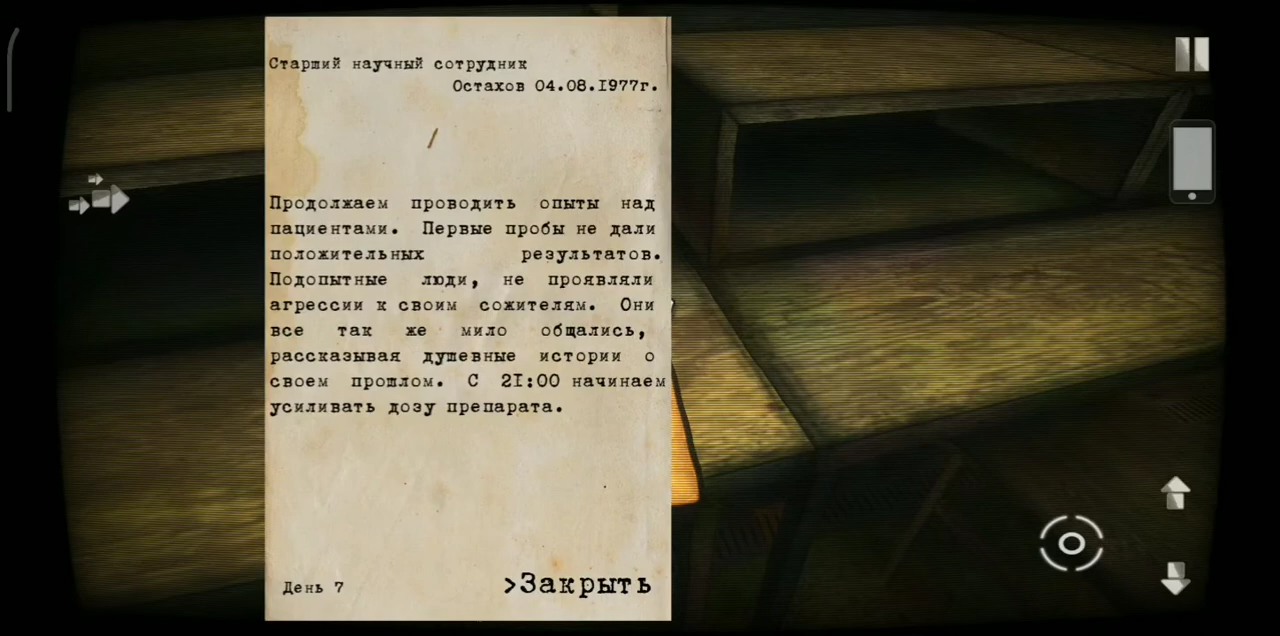 Старший научный сотрудник
Остахов 04.08.1977г.
Продолжаем проводить опыты над
пациентами. Первые пробы не дали
положительных результатов.
Подопытные люди, не проявляли
агрессии к своим сожителям. Они
все так же мило общались,
рассказывая душевные истории о
своем прошлом. С 21:00 начинаем
усиливать дозу препарата.
День 7
>Закрыть